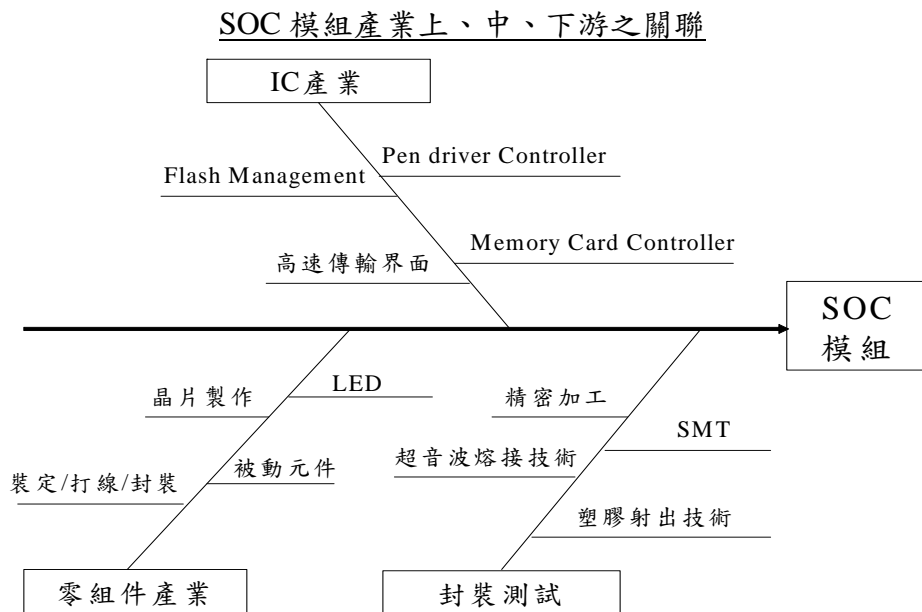 SOC 模組產業上、中、下游之關聯
IC產業
Pen driver Controller
Flash Management
Memory Card Controller
高速傳輸界面
SOC
模組
LED
晶片製作
精密加工
SMT
超音波熔接技術
被動元件
裝定/打線/封裝
塑膠射出技術
零組件產業
封裝測試